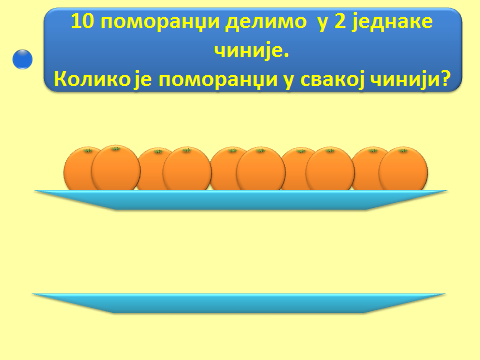 10 поморанџи делимо у 2 једнаке
чиније.
Колико је поморанџи у свакој чинији?